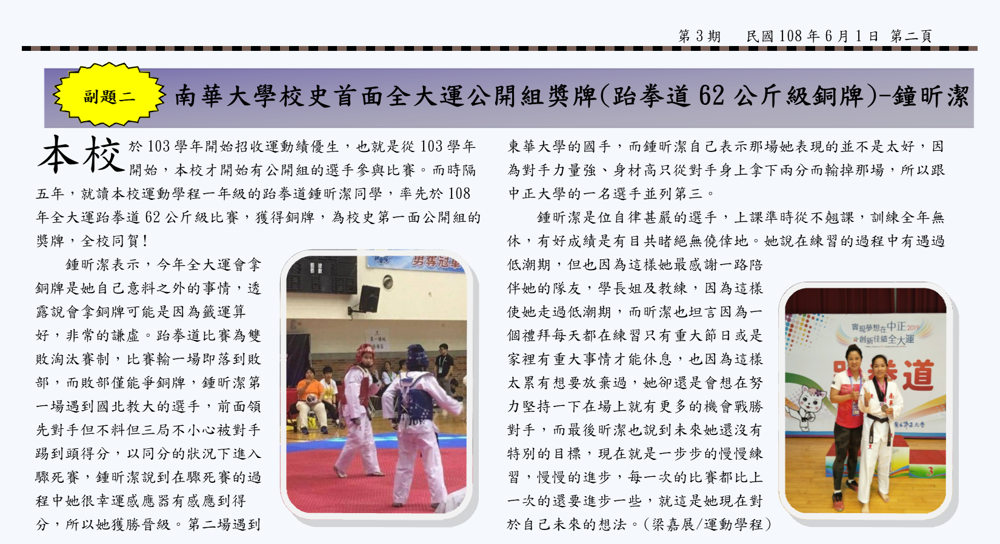 第 3 期 民國 108 年 6 月 1 日 第二頁
副題二
南華大學校史首面全大運公開組獎牌(跆拳道 62 公斤級銅牌)-鐘昕潔
本校於 103 學年開始招收運動績優生，也就是從 103 學年
開始，本校才開始有公開組的選手參與比賽。而時隔
五年，就讀本校運動學程一年級的跆拳道鍾昕潔同學，率先於 108
年全大運跆拳道 62 公斤級比賽，獲得銅牌，為校史第一面公開組的
獎牌，全校同賀!
鍾昕潔表示，今年全大運會拿
銅牌是她自己意料之外的事情，透
露說會拿銅牌可能是因為籤運算
好，非常的謙虛。跆拳道比賽為雙
敗淘汰賽制，比賽輸一場即落到敗
部，而敗部僅能爭銅牌，鍾昕潔第
一場遇到國北教大的選手，前面領
先對手但不料但三局不小心被對手
踢到頭得分，以同分的狀況下進入
驟死賽，鍾昕潔說到在驟死賽的過
程中她很幸運感應器有感應到得
分，所以她獲勝晉級。第二場遇到
東華大學的國手，而鍾昕潔自己表示那場她表現的並不是太好，因
為對手力量強、身材高只從對手身上拿下兩分而輸掉那場，所以跟
中正大學的一名選手並列第三。
鍾昕潔是位自律甚嚴的選手，上課準時從不翹課，訓練全年無
休，有好成績是有目共睹絕無僥倖地。她說在練習的過程中有遇過
低潮期，但也因為這樣她最感謝一路陪
伴她的隊友，學長姐及教練，因為這樣
使她走過低潮期，而昕潔也坦言因為一
個禮拜每天都在練習只有重大節日或是
家裡有重大事情才能休息，也因為這樣
太累有想要放棄過，她卻還是會想在努
力堅持一下在場上就有更多的機會戰勝
對手，而最後昕潔也說到未來她還沒有
特別的目標，現在就是一步步的慢慢練
習，慢慢的進步，每一次的比賽都比上
一次的還要進步一些，就這是她現在對
於自己未來的想法。(梁嘉展/運動學程)
男奪冠軍
第一場地
實現夢想在中正2019
創新佳績全大運
拳道
南華
國立中正大學
3